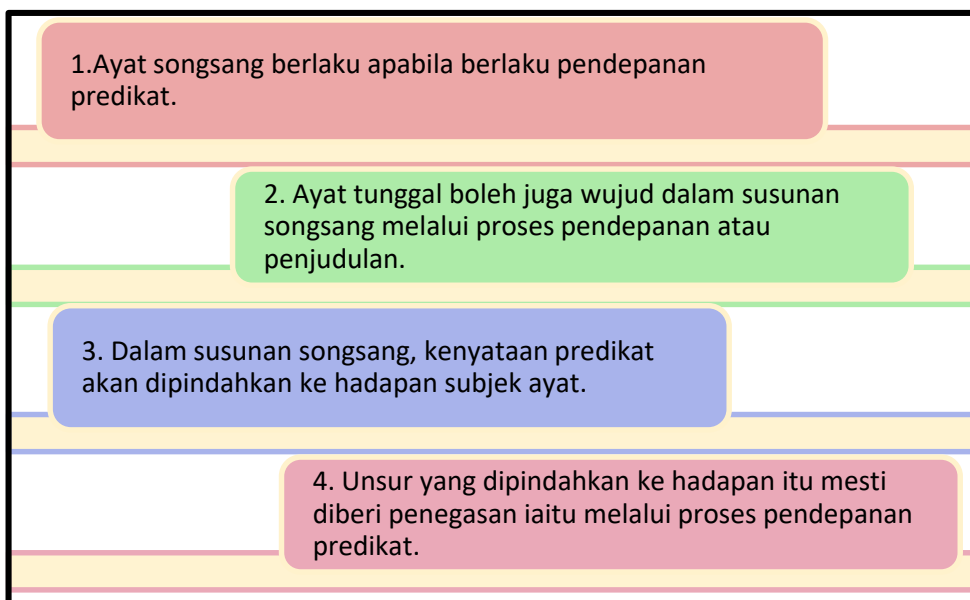 1.Ayat songsang berlaku apabila berlaku pendepanan
predikat.
2. Ayat tunggal boleh juga wujud dalam susunan
songsang melalui proses pendepanan atau
penjudulan.
3. Dalam susunan songsang, kenyataan predikat
akan dipindahkan ke hadapan subjek ayat.
4. Unsur yang dipindahkan ke hadapan itu mesti
diberi penegasan iaitu melalui proses pendepanan
predikat.